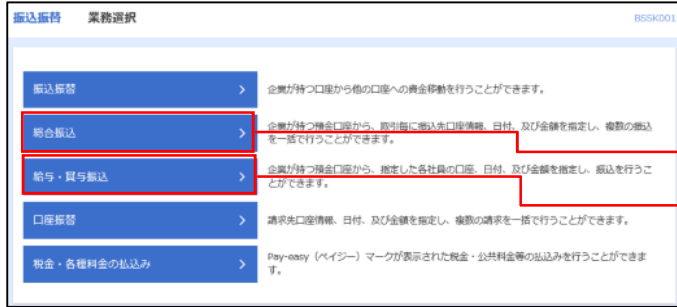 振込振替 業務選択
BSSK001
振込振替
企業が持つ口座から他の口座への資金移動を行うことができます。
総合振込
企業が持つ預金口座から、取引毎に振込先口座情報、日付、及び金額を指定し、複数の振込
を一括で行うことができます。
給与・賞与振込
企業が持つ預金口座から、指定した各社員の口座、日付、及び金額を指定し、振込を行うこ
とができます。
口座振替
請求先口座情報、日付、及び金額を指定し、複数の請求を一括で行うことができます。
税金・各種料金の払込み
Pay-easy（ペイジー）マークが表示された税金・公共料金等の払込みを行うことができま
す。